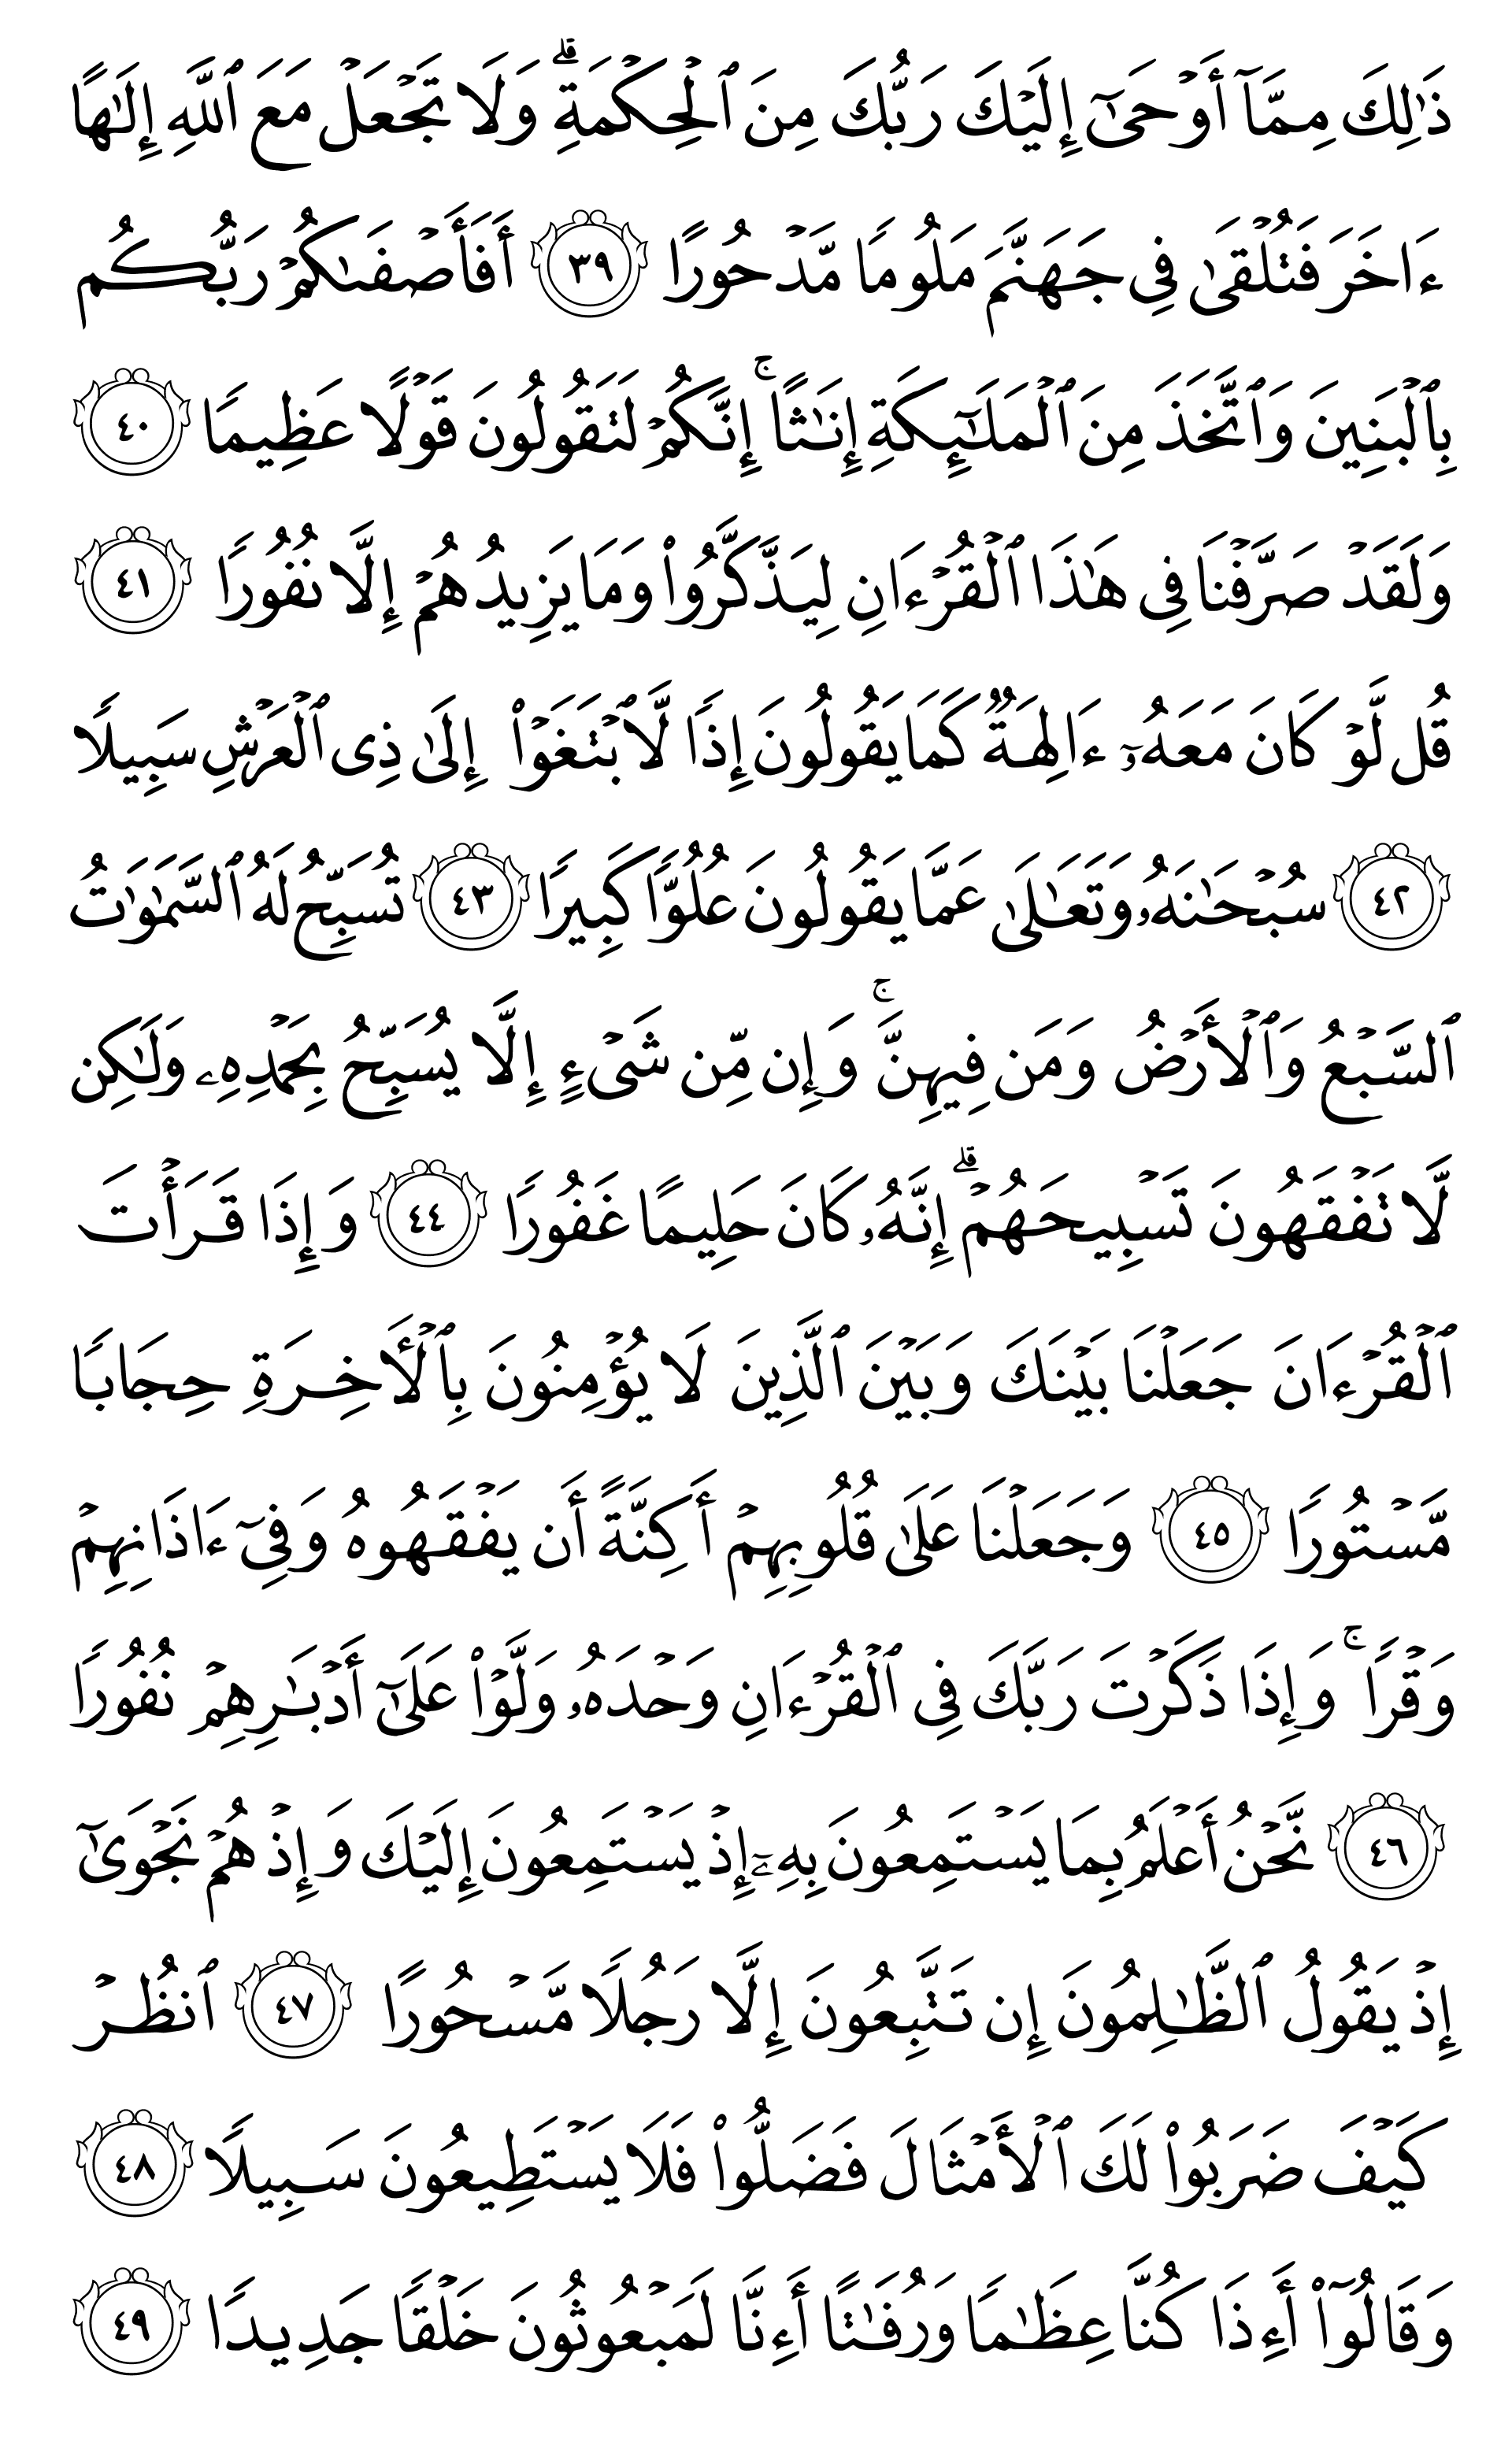 ذَٰلِكَ مِمَّآ أَوۡحَىٰٓ إِلَيۡكَ رَبُّكَ مِنَ ٱلۡحِكۡمَةِۗ وَلَا تَجۡعَلۡ مَعَ ٱللَّهِ إِلَٰهًا
ءَاخَرَ فَتُلۡقَىٰ فِي جَهَنَّمَ مَلُومٗا مَّدۡحُورًا ٣٩ أَفَأَصۡفَىٰكُمۡ رَبُّكُم
بِٱلۡبَنِينَ وَٱتَّخَذَ مِنَ ٱلۡمَلَٰٓئِكَةِ إِنَٰثًاۚ إِنَّكُمۡ لَتَقُولُونَ قَوۡلًا عَظِيمٗا ٤٠
وَلَقَدۡ صَرَّفۡنَا فِي هَٰذَا ٱلۡقُرۡءَانِ لِيَذَّكَّرُواْ وَمَا يَزِيدُهُمۡ إِلَّا نُفُورٗا ٤١
قُل لَّوۡ كَانَ مَعَهُۥٓ ءَالِهَةٞ كَمَا يَقُولُونَ إِذٗا لَّٱبۡتَغَوۡاْ إِلَىٰ ذِي ٱلۡعَرۡشِ سَبِيلٗا
٤٢ سُبۡحَٰنَهُۥ وَتَعَٰلَىٰ عَمَّا يَقُولُونَ عُلُوّٗا كَبِيرٗا ٤٣ تُسَبِّحُ لَهُ ٱلسَّمَٰوَٰتُ
ٱلسَّبۡعُ وَٱلۡأَرۡضُ وَمَن فِيهِنَّۚ وَإِن مِّن شَيۡءٍ إِلَّا يُسَبِّحُ بِحَمۡدِهِۦ وَلَٰكِن
لَّا تَفۡقَهُونَ تَسۡبِيحَهُمۡۗ إِنَّهُۥ كَانَ حَلِيمًا غَفُورٗا ٤٤ وَإِذَا قَرَأۡتَ
ٱلۡقُرۡءَانَ جَعَلۡنَا بَيۡنَكَ وَبَيۡنَ ٱلَّذِينَ لَا يُؤۡمِنُونَ بِٱلۡأٓخِرَةِ حِجَابٗا
مَّسۡتُورٗا ٤٥ وَجَعَلۡنَا عَلَىٰ قُلُوبِهِمۡ أَكِنَّةً أَن يَفۡقَهُوهُ وَفِيٓ ءَاذَانِهِمۡ
وَقۡرٗاۚ وَإِذَا ذَكَرۡتَ رَبَّكَ فِي ٱلۡقُرۡءَانِ وَحۡدَهُۥ وَلَّوۡاْ عَلَىٰٓ أَدۡبَٰرِهِمۡ نُفُورٗا
٤٦ نَّحۡنُ أَعۡلَمُ بِمَا يَسۡتَمِعُونَ بِهِۦٓ إِذۡ يَسۡتَمِعُونَ إِلَيۡكَ وَإِذۡ هُمۡ نَجۡوَىٰٓ
إِذۡ يَقُولُ ٱلظَّٰلِمُونَ إِن تَتَّبِعُونَ إِلَّا رَجُلٗا مَّسۡحُورًا ٤٧ ٱنظُرۡ
كَيۡفَ ضَرَبُواْ لَكَ ٱلۡأَمۡثَالَ فَضَلُّواْ فَلَا يَسۡتَطِيعُونَ سَبِيلٗا ٤٨
وَقَالُوٓاْ أَءِذَا كُنَّا عِظَٰمٗا وَرُفَٰتًا أَءِنَّا لَمَبۡعُوثُونَ خَلۡقٗا جَدِيدٗا ٤٩